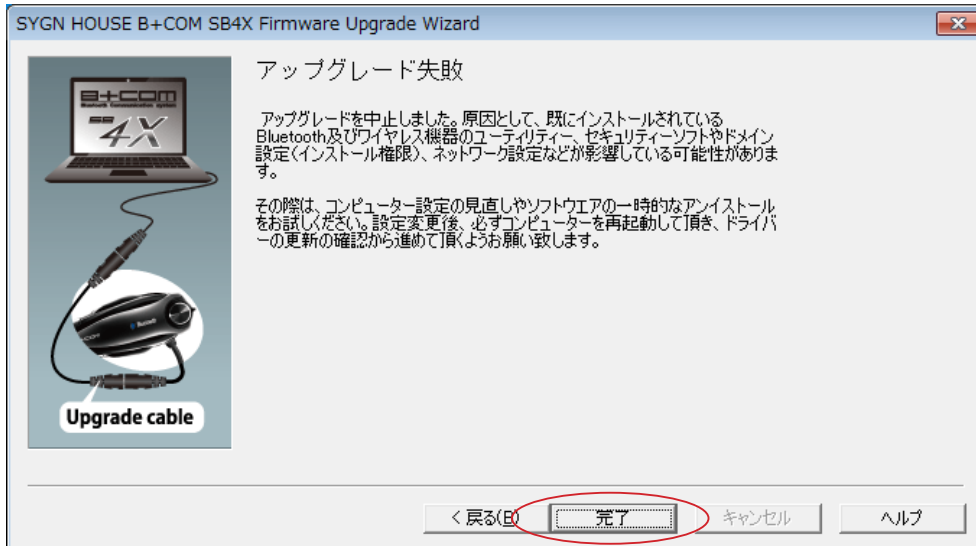 SYGN HOUSE B+COM SB4X Firmware Upgrade Wizard
B+COM
Bluetooth Communication System
SB
4X
Upgrade cable
アップグレード失敗
アップグレードを中止しました。原因として、既にインストールされている
Bluetooth及びワイヤレス機器のユーティリティー、セキュリティーソフトやドメイン
設定(インストール権限)、ネットワーク設定などが影響している可能性がありま
す。
その際は、コンピューター設定の見直しやソフトウエアの一時的なアンイストール
をお試しください。設定変更後、必ずコンピューターを再起動して頂き、ドライバ
ーの更新の確認から進めて頂くようお願い致します。
< 戻る(B)
完了
キャンセル
ヘルプ